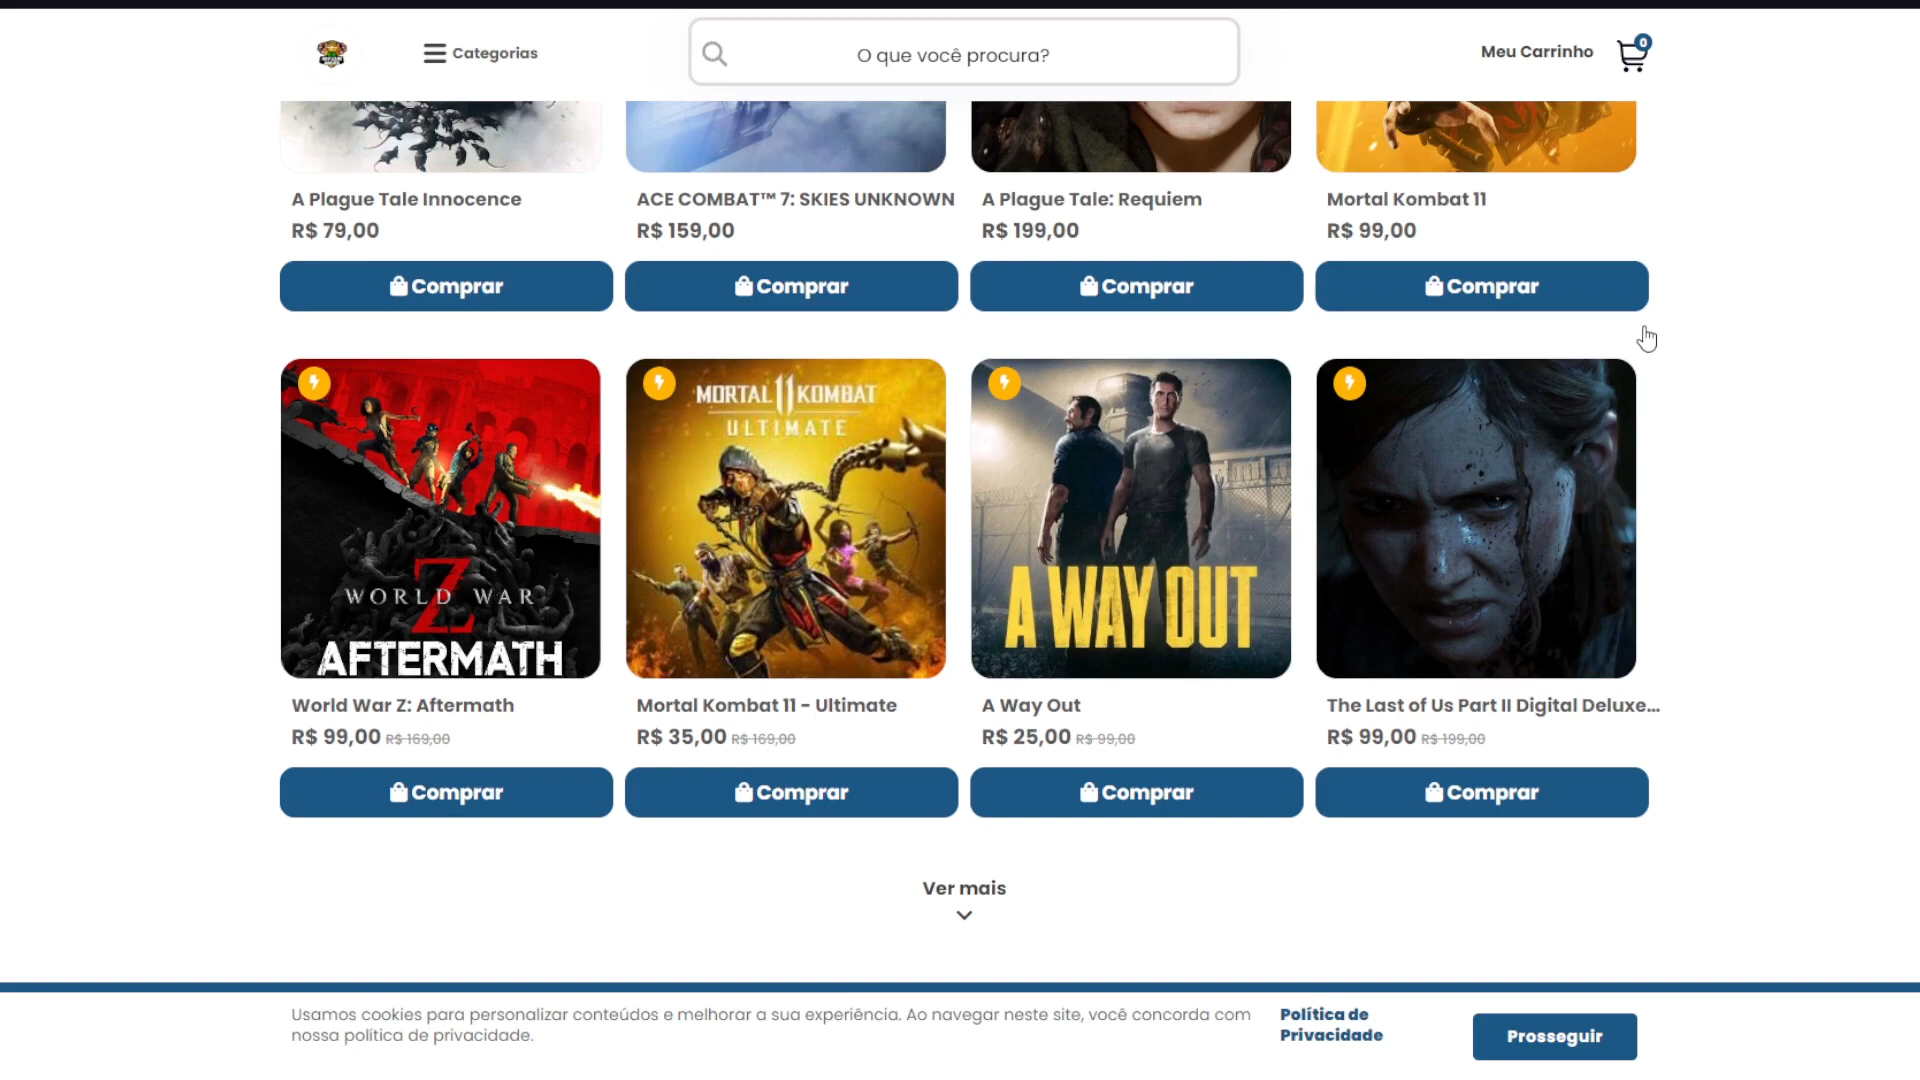 Categorias
O que você procura?
Meu Carrinho
0
A Plague Tale Innocence
R$ 79,00
Comprar
ACE COMBAT™ 7: SKIES UNKNOWN
R$ 159,00
Comprar
A Plague Tale: Requiem
R$ 199,00
Comprar
Mortal Kombat 11
R$ 99,00
Comprar
WORLD WAR
Z
AFTERMATH
World War Z: Aftermath
R$ 99,00 R$ 169,00
Comprar
MORTAL 11 KOMBAT
ULTIMATE
Mortal Kombat 11 - Ultimate
R$ 35,00 R$ 169,00
Comprar
A WAY OUT
A Way Out
R$ 25,00 R$ 99,00
Comprar
The Last of Us Part II Digital Deluxe...
R$ 99,00 R$ 199,00
Comprar
Ver mais
Usamos cookies para personalizar conteúdos e melhorar a sua experiência. Ao navegar neste site, você concorda com
nossa política de privacidade.
Política de
Privacidade
Prosseguir